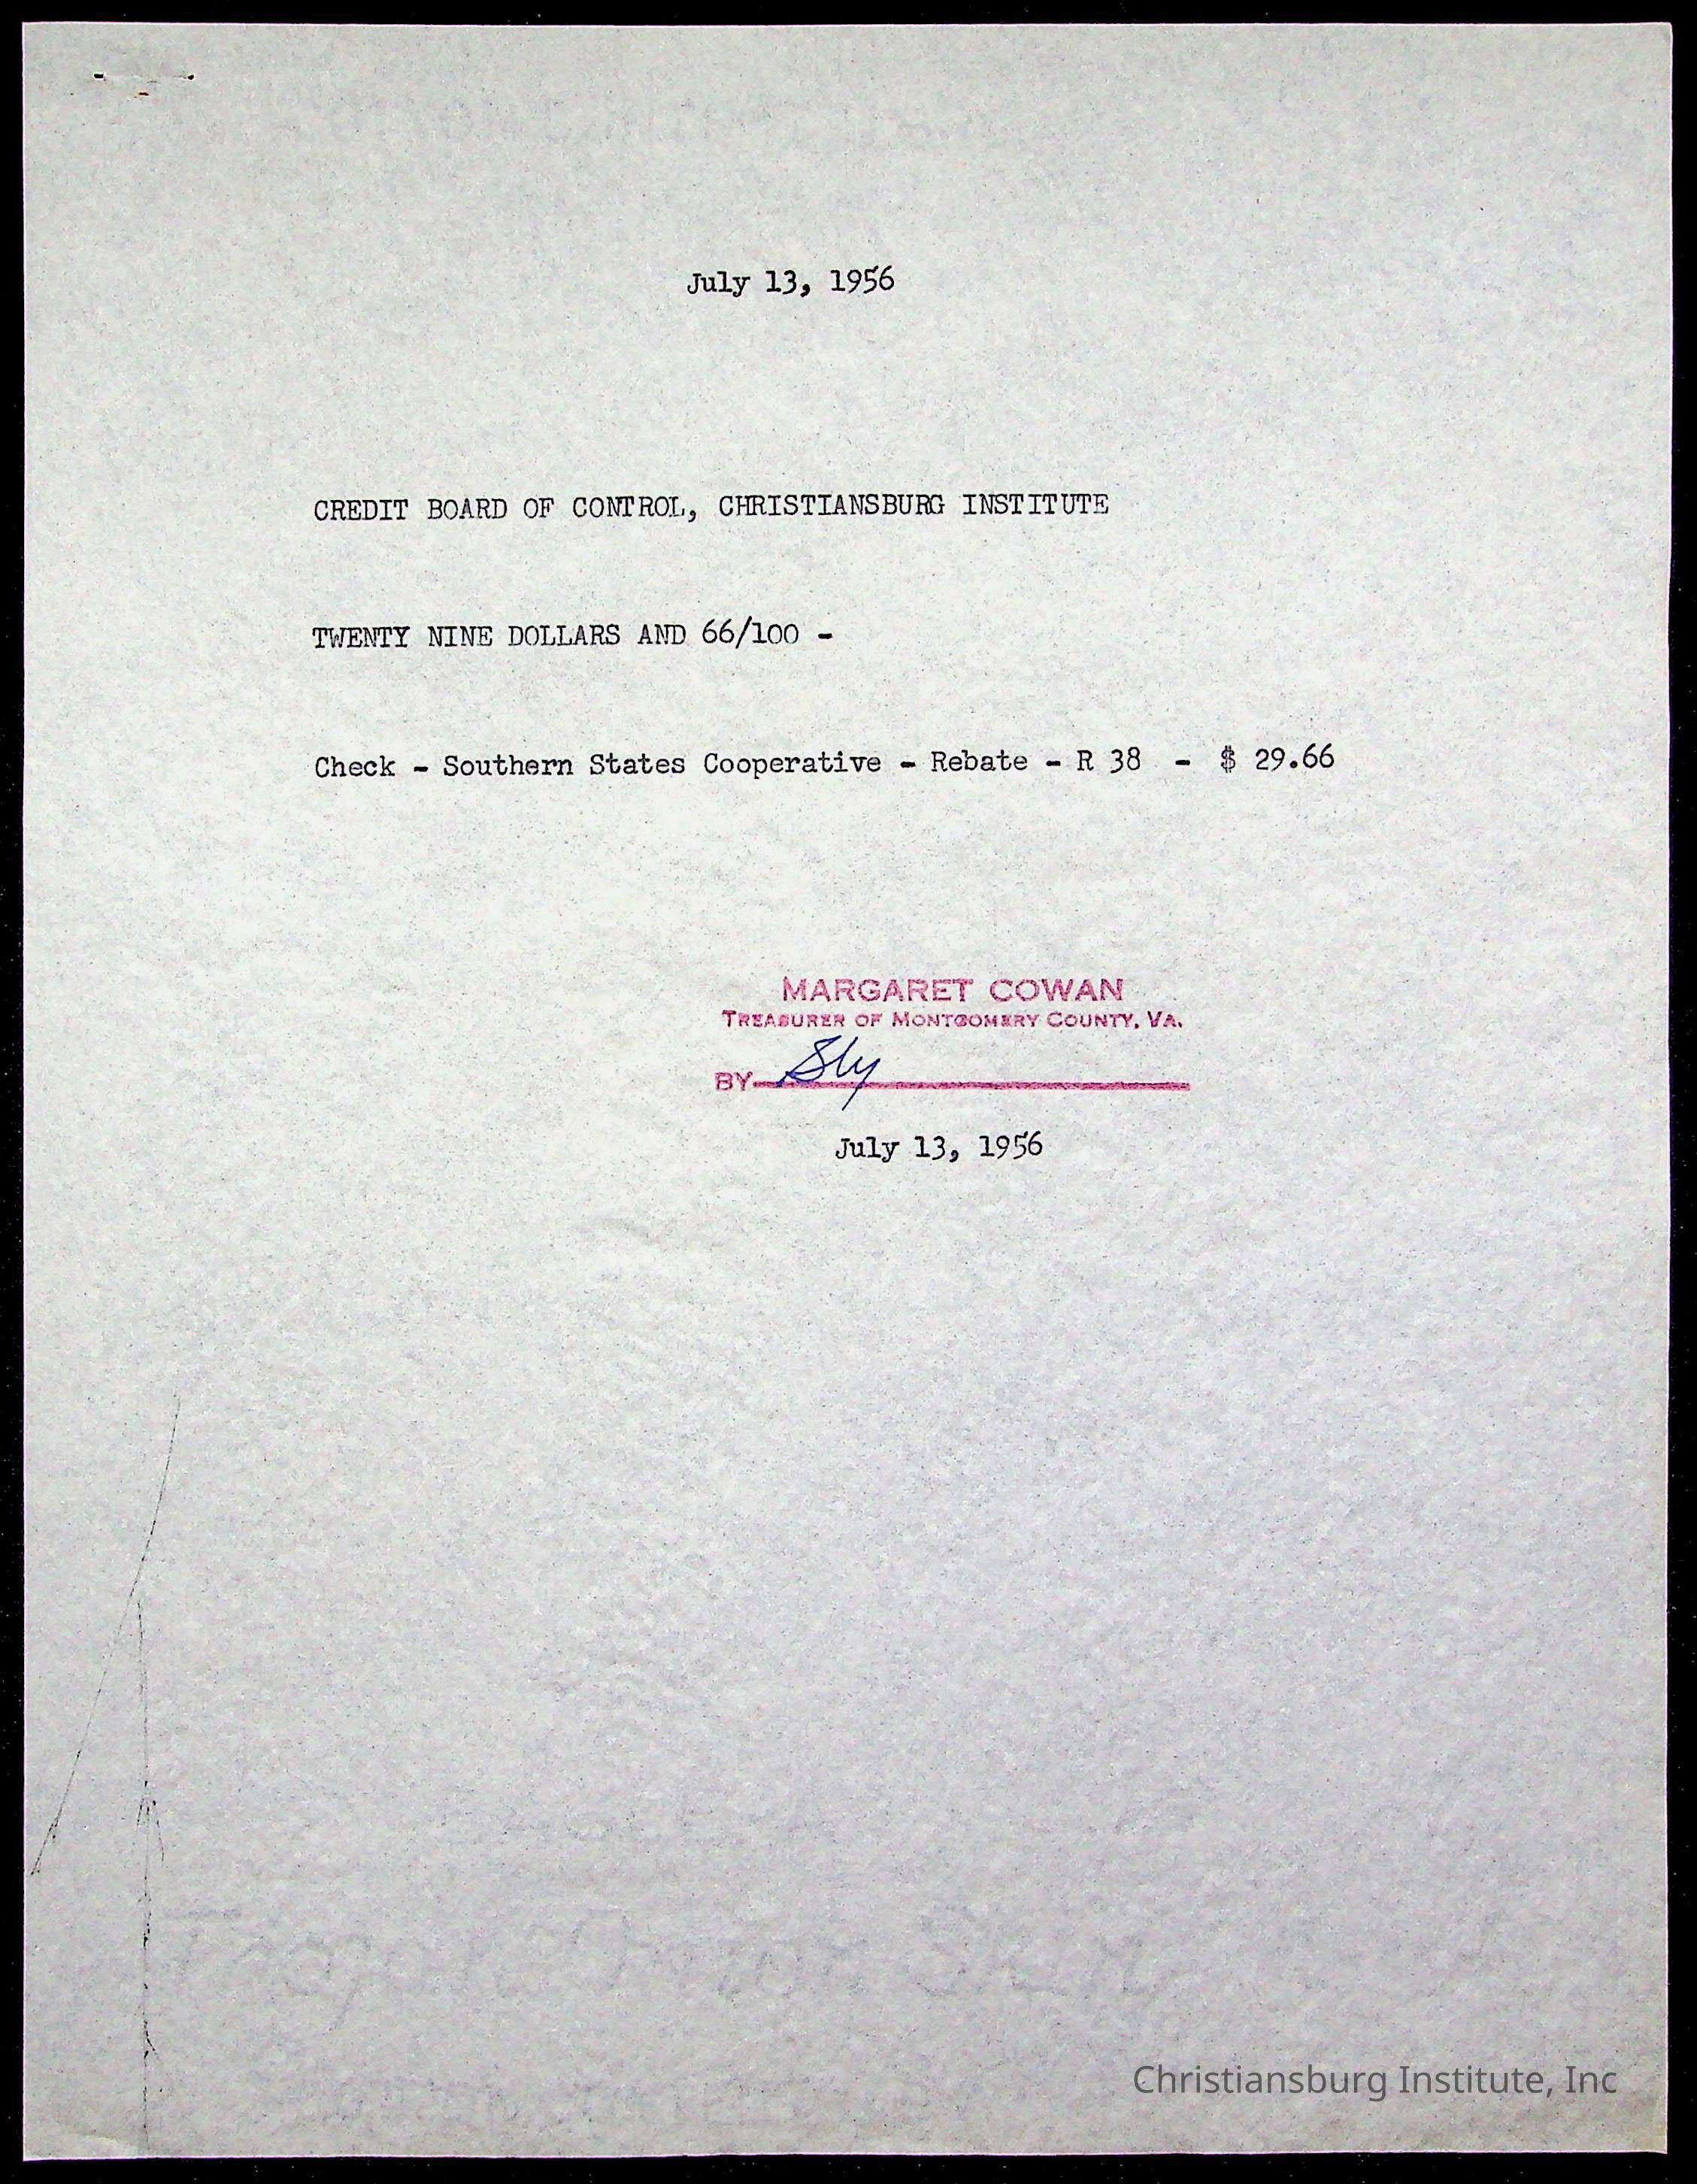 July 13, 1956
CREDIT BOARD OF CONTROL, CHRISTIANSBURG INSTITUTE
TWENTY NINE DOLLARS AND 66/100 -
Check - Southern States Cooperative - Rebate - R 38 - $ 29.66
MARGARET COWAN
TREASURER OF MONTGOMERY COUNTY, VA.
BY
July 13, 1956
Christiansburg Institute, Inc